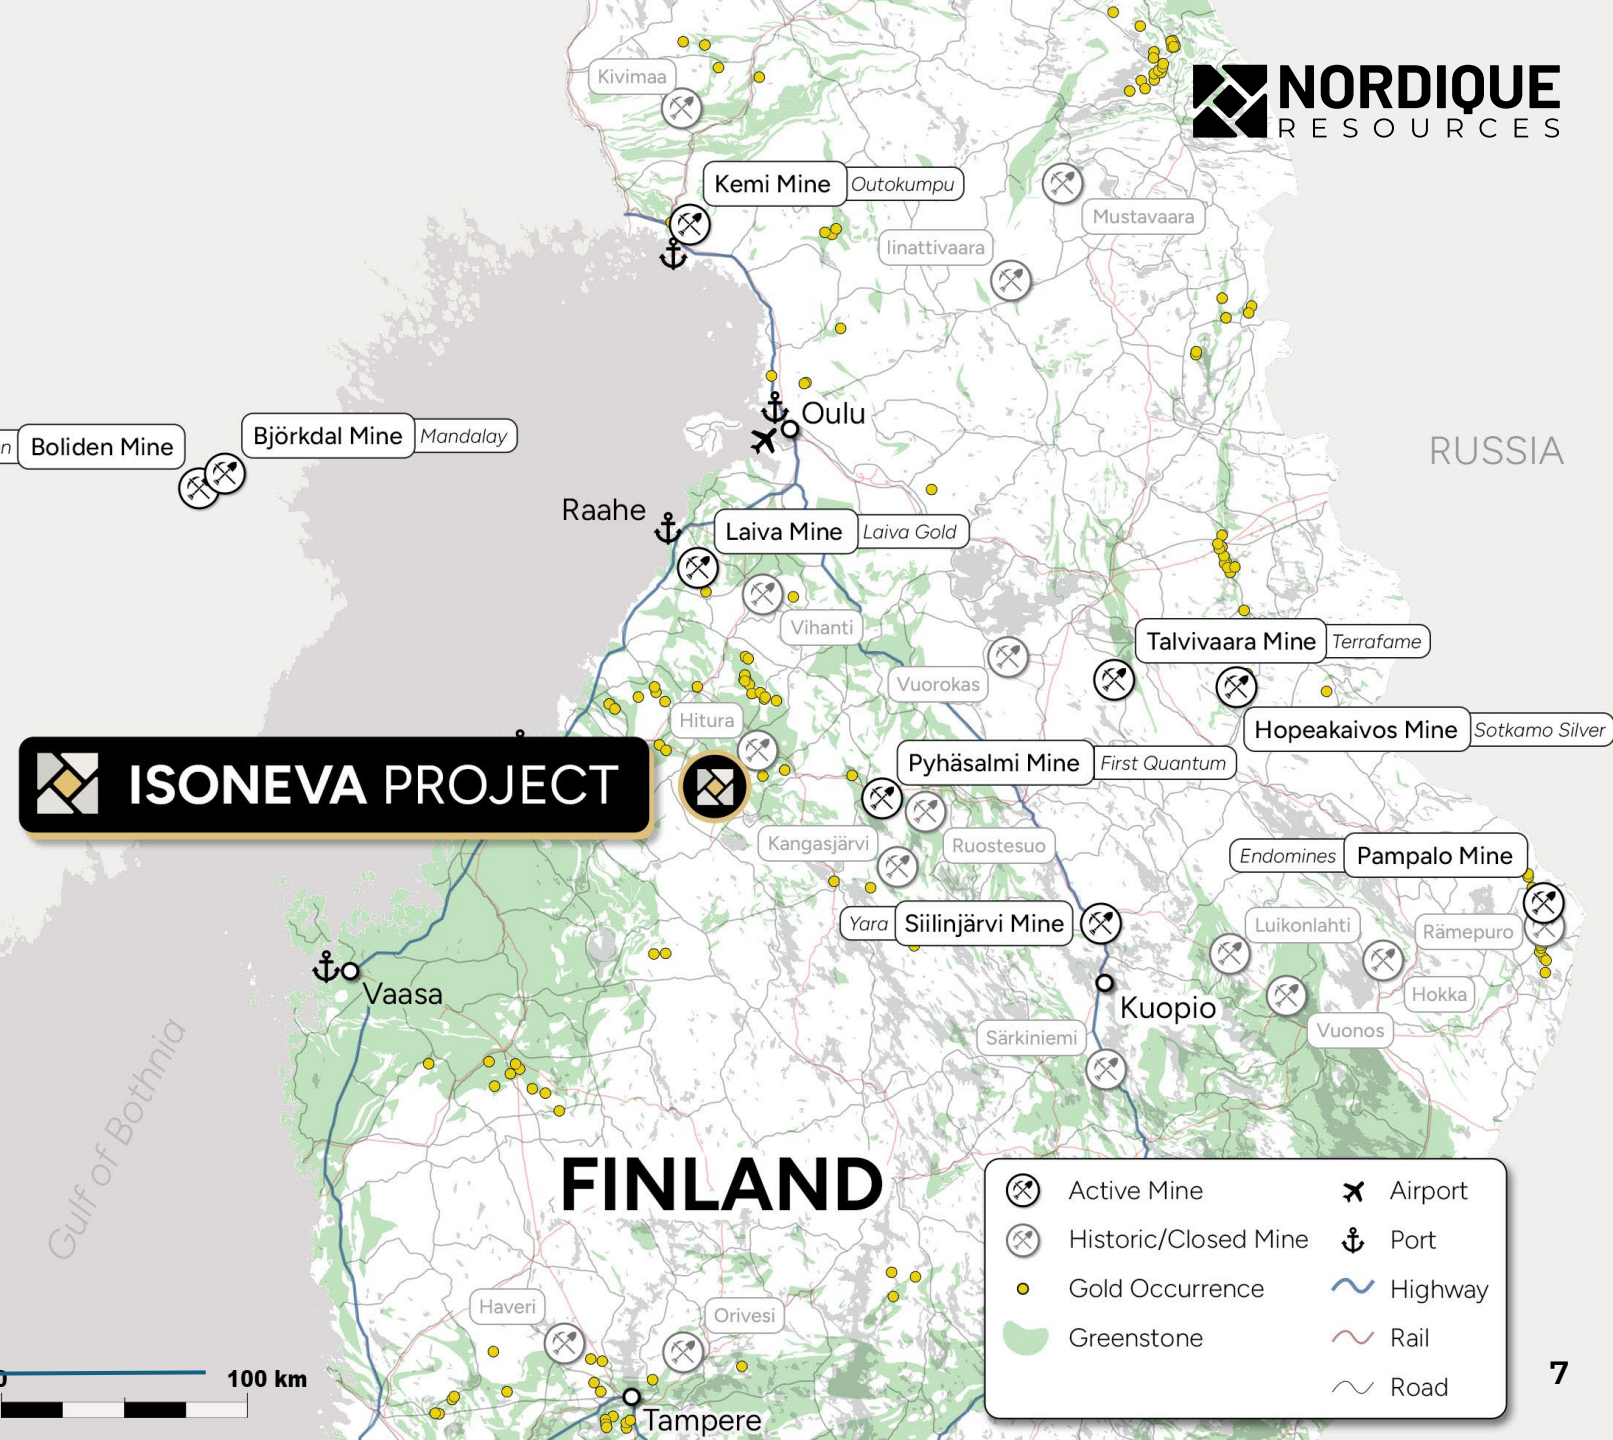 NORDIQUE
RESOURCES
Kivimaa
Kemi Mine Outokumpu
Mustavaara
Iinattivaara
Oulu
RUSSIA
n Boliden Mine
Björkdal Mine Mandalay
Raahe
Laiva Mine Laiva Gold
Vihanti
Talvivaara Mine Terrafame
Vuorokas
Hitura
Hopeakaivos Mine Sotkamo Silver
ISONEVA PROJECT
Pyhäsalmi Mine First Quantum
Kangasjärvi
Ruostesuo
Endomines Pampalo Mine
Yara Siilinjärvi Mine
Luikonlahti
Rämepuro
Vaasa
Hokka
Kuopio
Vuonos
Särkiniemi
Gulf of Bothnia
FINLAND
Active Mine
Historic/Closed Mine
Gold Occurrence
Greenstone
Airport
Port
Highway
Rail
Road
Haveri
Orivesi
0 100 km
Tampere
7